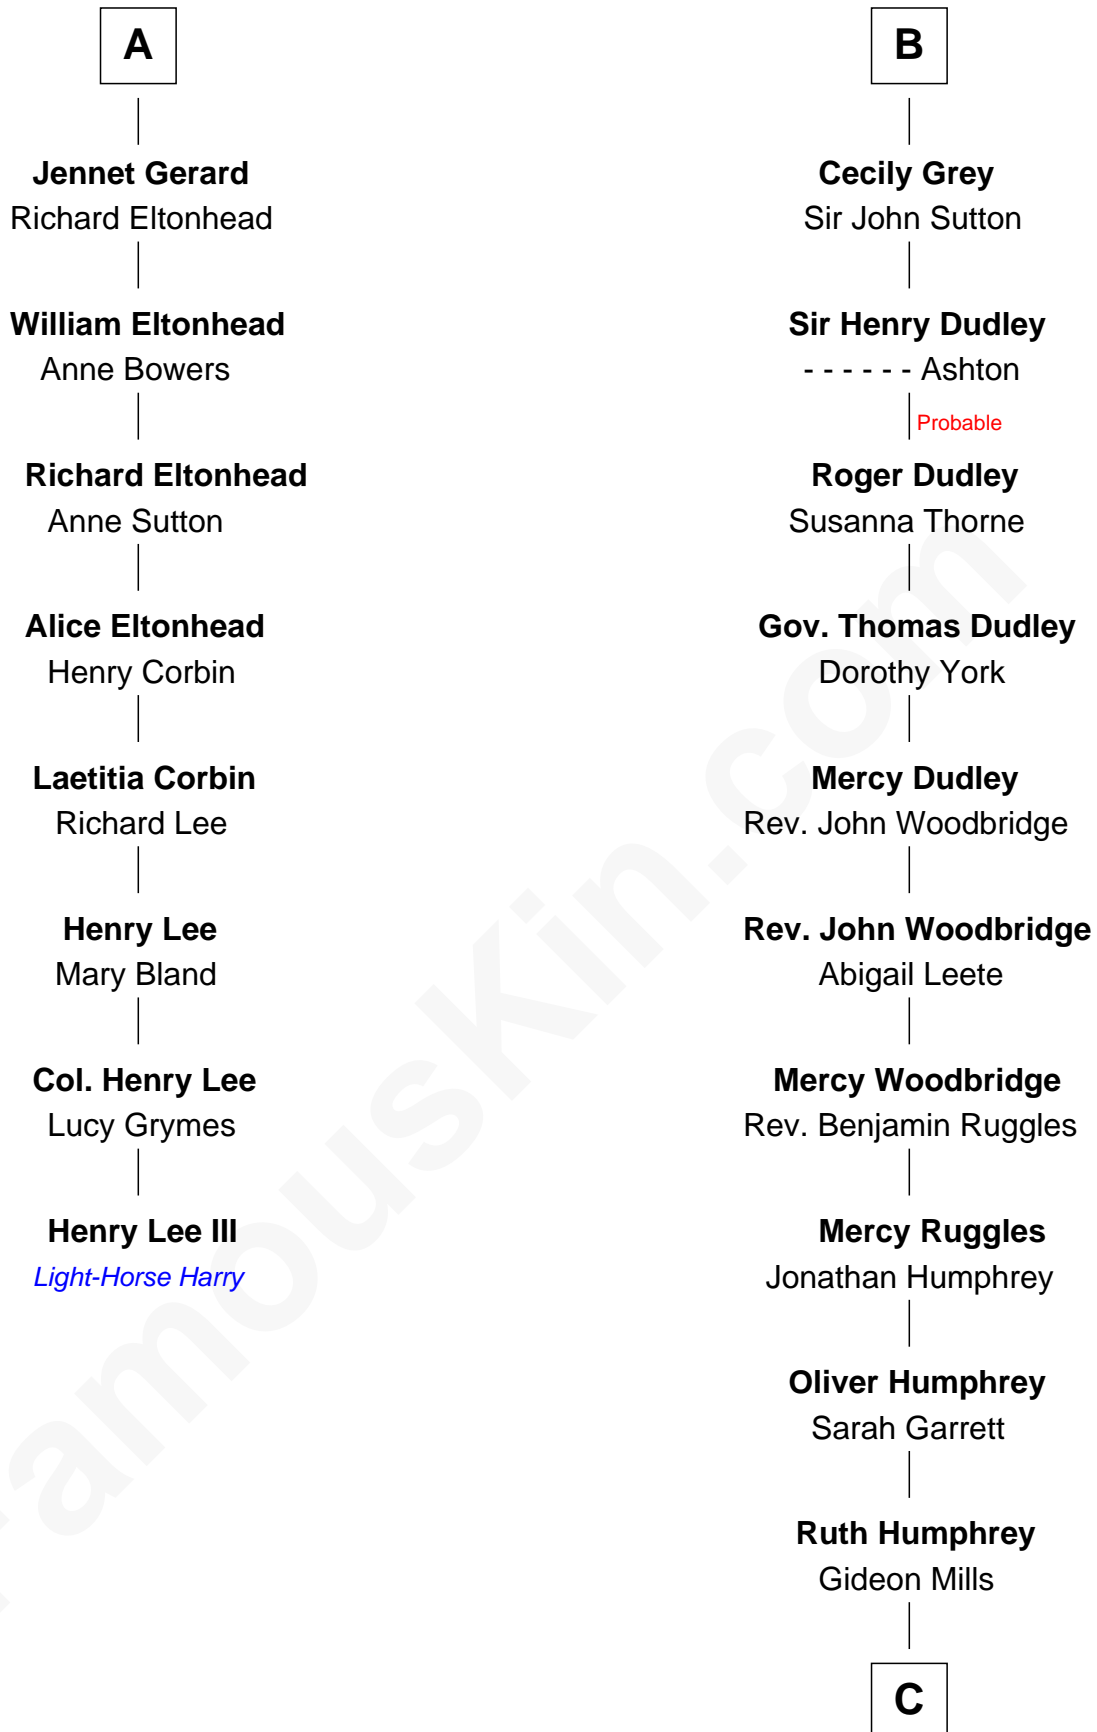 A
Jennet Gerard
Richard Eltonhead
William Eltonhead
Anne Bowers
Richard Eltonhead
Anne Sutton
Alice Eltonhead
Henry Corbin
Laetitia Corbin
Richard Lee
Henry Lee
Mary Bland
Col. Henry Lee
Lucy Grymes
Henry Lee III
Light-Horse Harry
B
Cecily Grey
Sir John Sutton
Sir Henry Dudley
- - - - - - Ashton
Probable
Roger Dudley
Susanna Thorne
Gov. Thomas Dudley
Dorothy York
Mercy Dudley
Rev. John Woodbridge
Rev. John Woodbridge
Abigail Leete
Mercy Woodbridge
Rev. Benjamin Ruggles
Mercy Ruggles
Jonathan Humphrey
Oliver Humphrey
Sarah Garrett
Ruth Humphrey
Gideon Mills
C
FamousKin.com